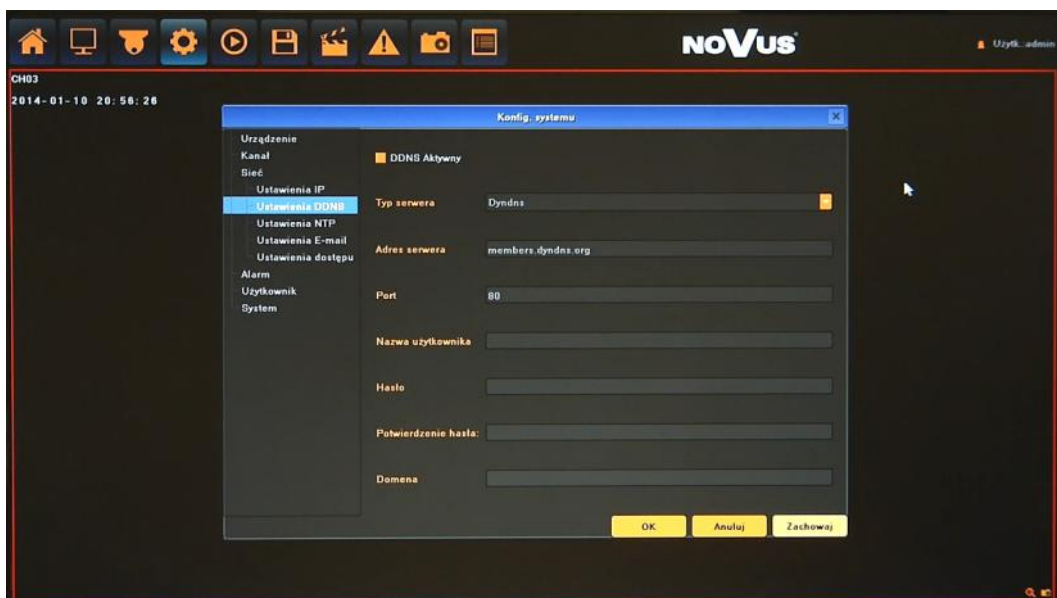 NOVUS
Użytk. admin
CH03
2014-01-10 20:56:26
Konfig. systemu
Urządzenie
Kanał
Sieć
Ustawienia IP
Ustawienia DDNS
Ustawienia NTP
Ustawienia E-mail
Ustawienia dostępu
Alarm
Użytkownik
System
DDNS Aktywny
Typ serwera Dyndns
Adres serwera members.dyndns.org
Port 80
Nazwa użytkownika
Hasło
Potwierdzenie hasła:
Domena
OK Anuluj Zachowaj